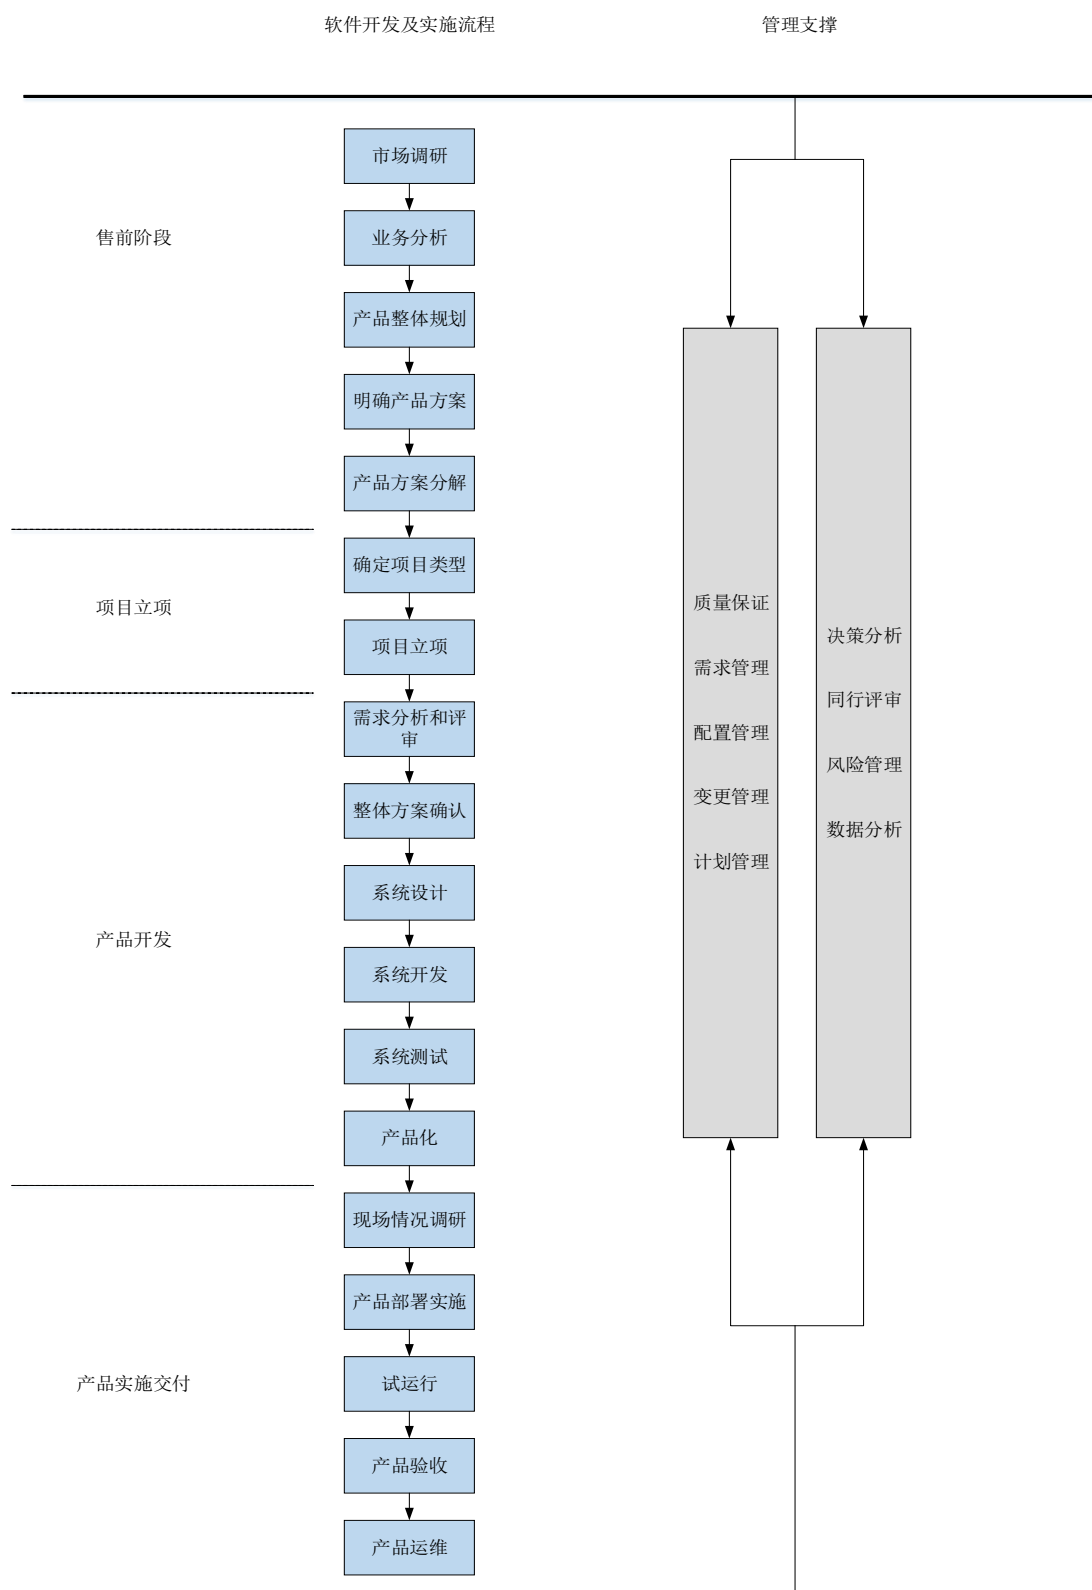 软件开发及实施流程
管理支撑
售前阶段
市场调研
业务分析
产品整体规划
明确产品方案
产品方案分解
项目立项
确定项目类型
项目立项
产品开发
需求分析和评
审
整体方案确认
系统设计
系统开发
系统测试
产品化
产品实施交付
现场情况调研
产品部署实施
试运行
产品验收
产品运维
质量保证
需求管理
配置管理
变更管理
计划管理
决策分析
同行评审
风险管理
数据分析